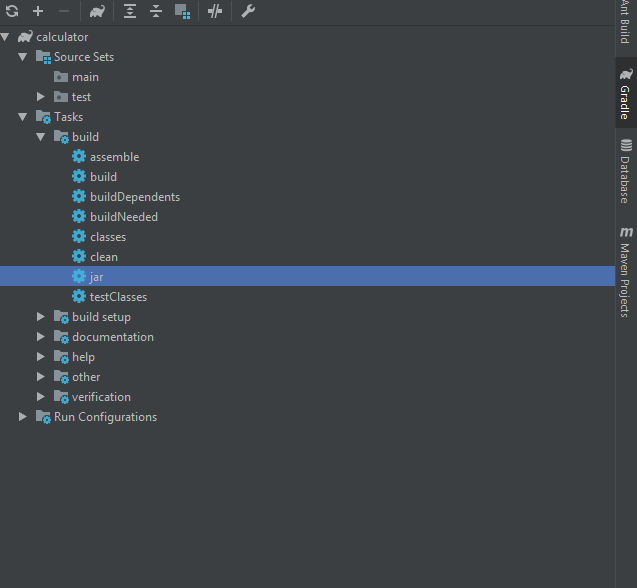 calculator
Source Sets
main
test
Tasks
build
assemble
build
buildDependents
buildNeeded
classes
clean
jar
testClasses
build setup
documentation
help
other
verification
Run Configurations
Ant Build
Gradle
Database
m
Maven Projects